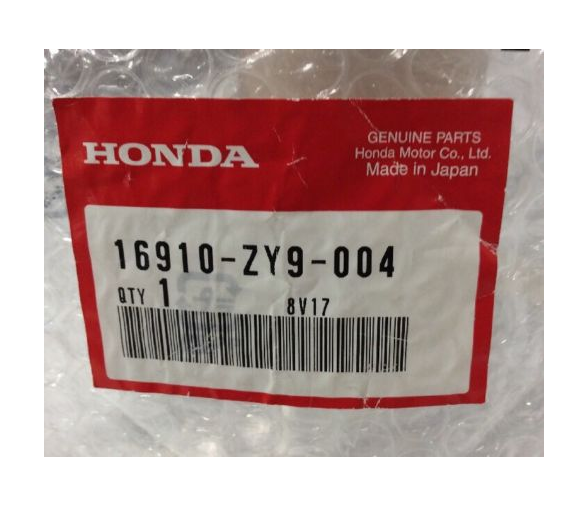 HONDA
GENUINE PARTS
Honda Motor Co., Ltd.
Made in Japan
16910-ZY9-004
QTY 1
8V17